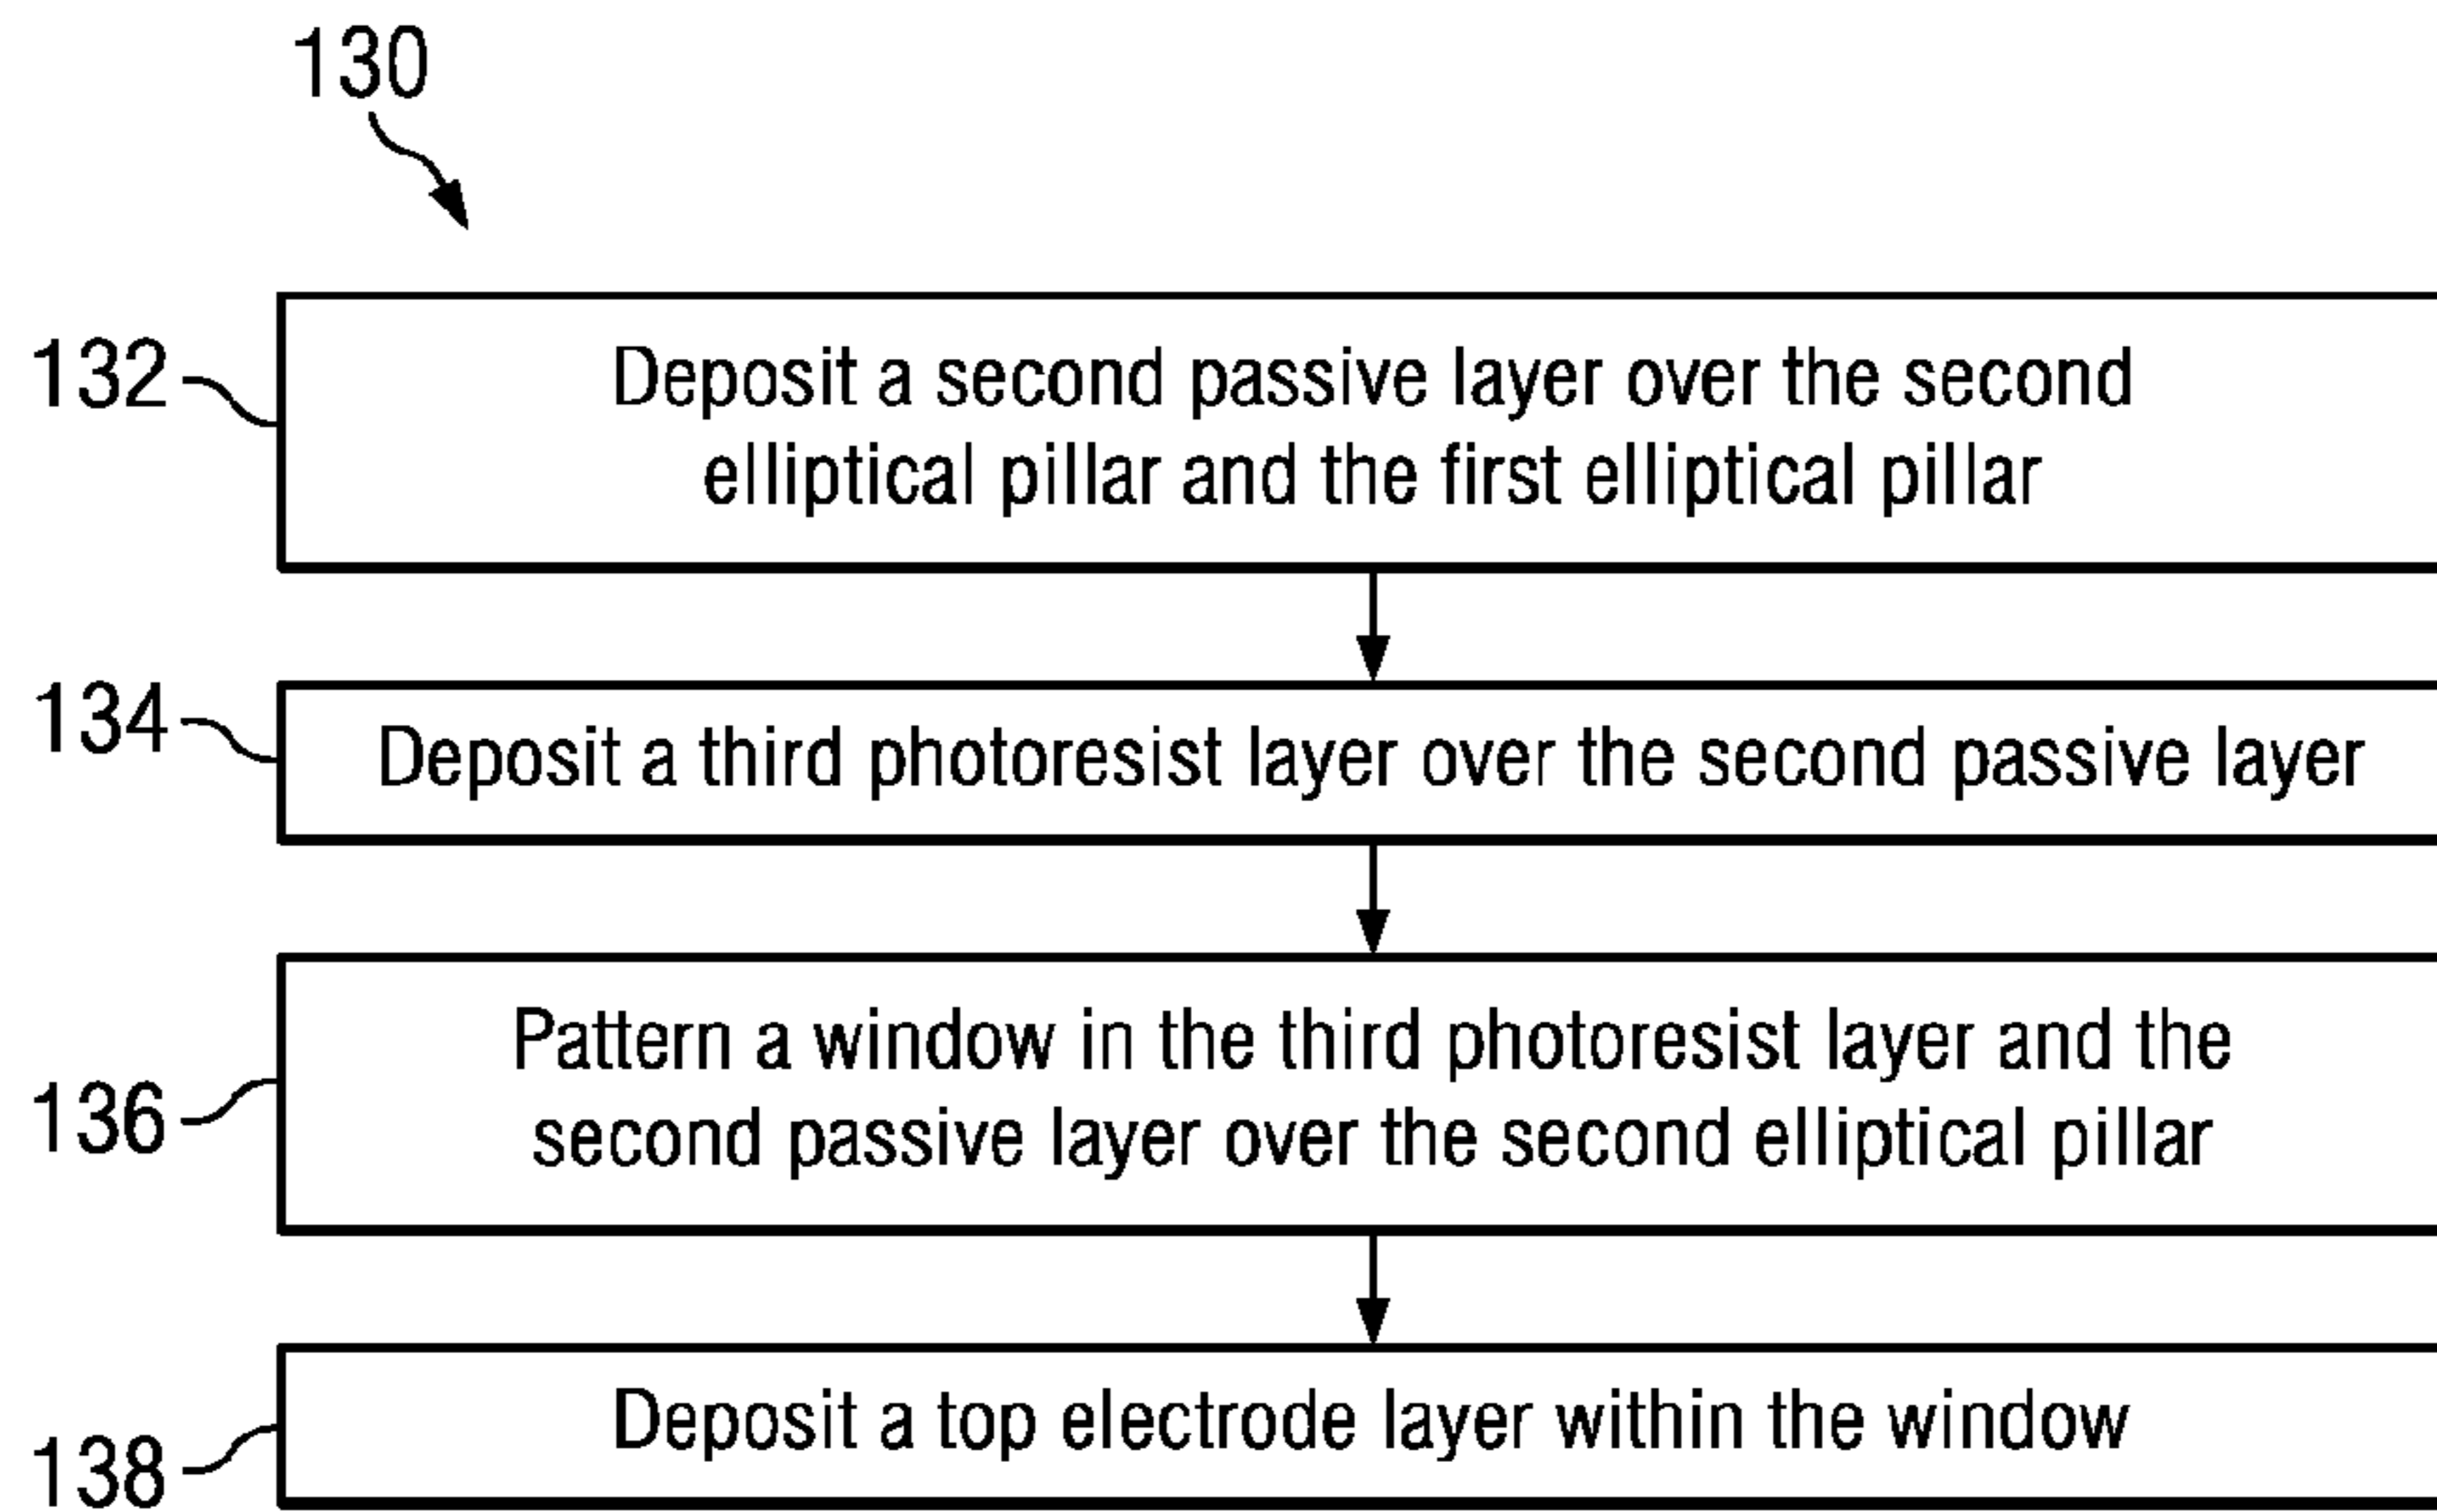 130
132
Deposit a second passive layer over the second
elliptical pillar and the first elliptical pillar
134
Deposit a third photoresist layer over the second passive layer
136
Pattern a window in the third photoresist layer and the
second passive layer over the second elliptical pillar
138
Deposit a top electrode layer within the window